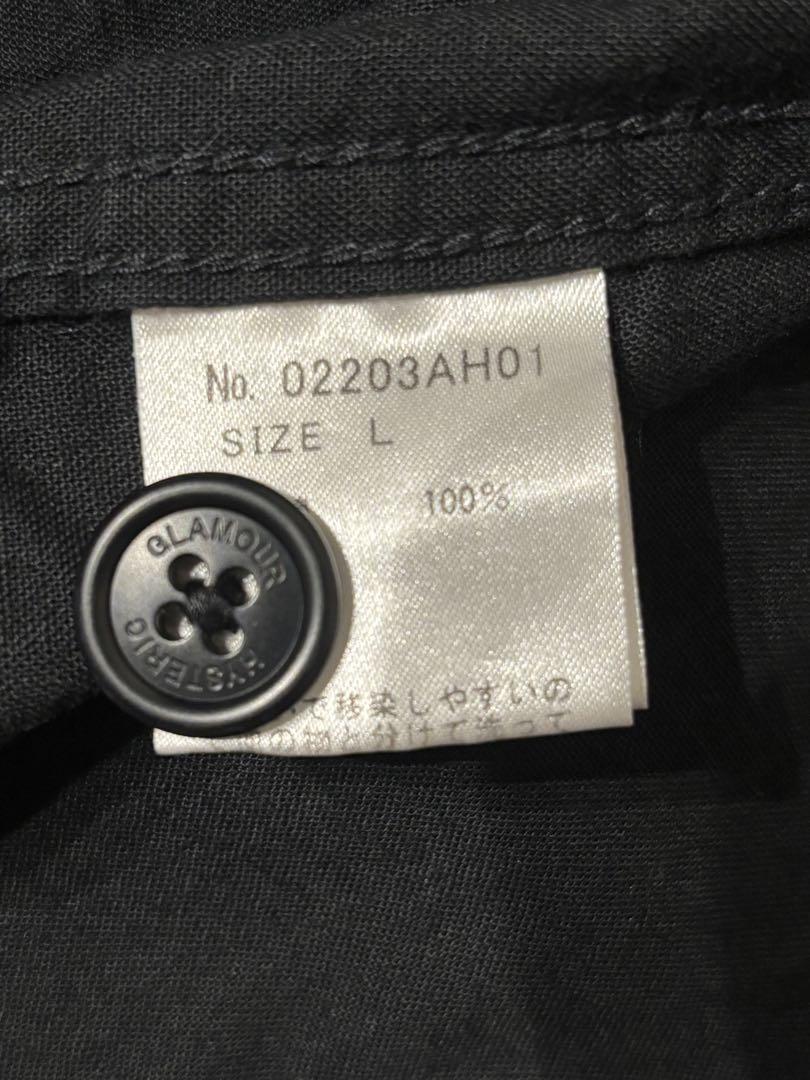 No. 02203AH01
SIZE L
100%
GLAMOUR
HYSTERIC
で移染しやすいの
の物と分けて洗って